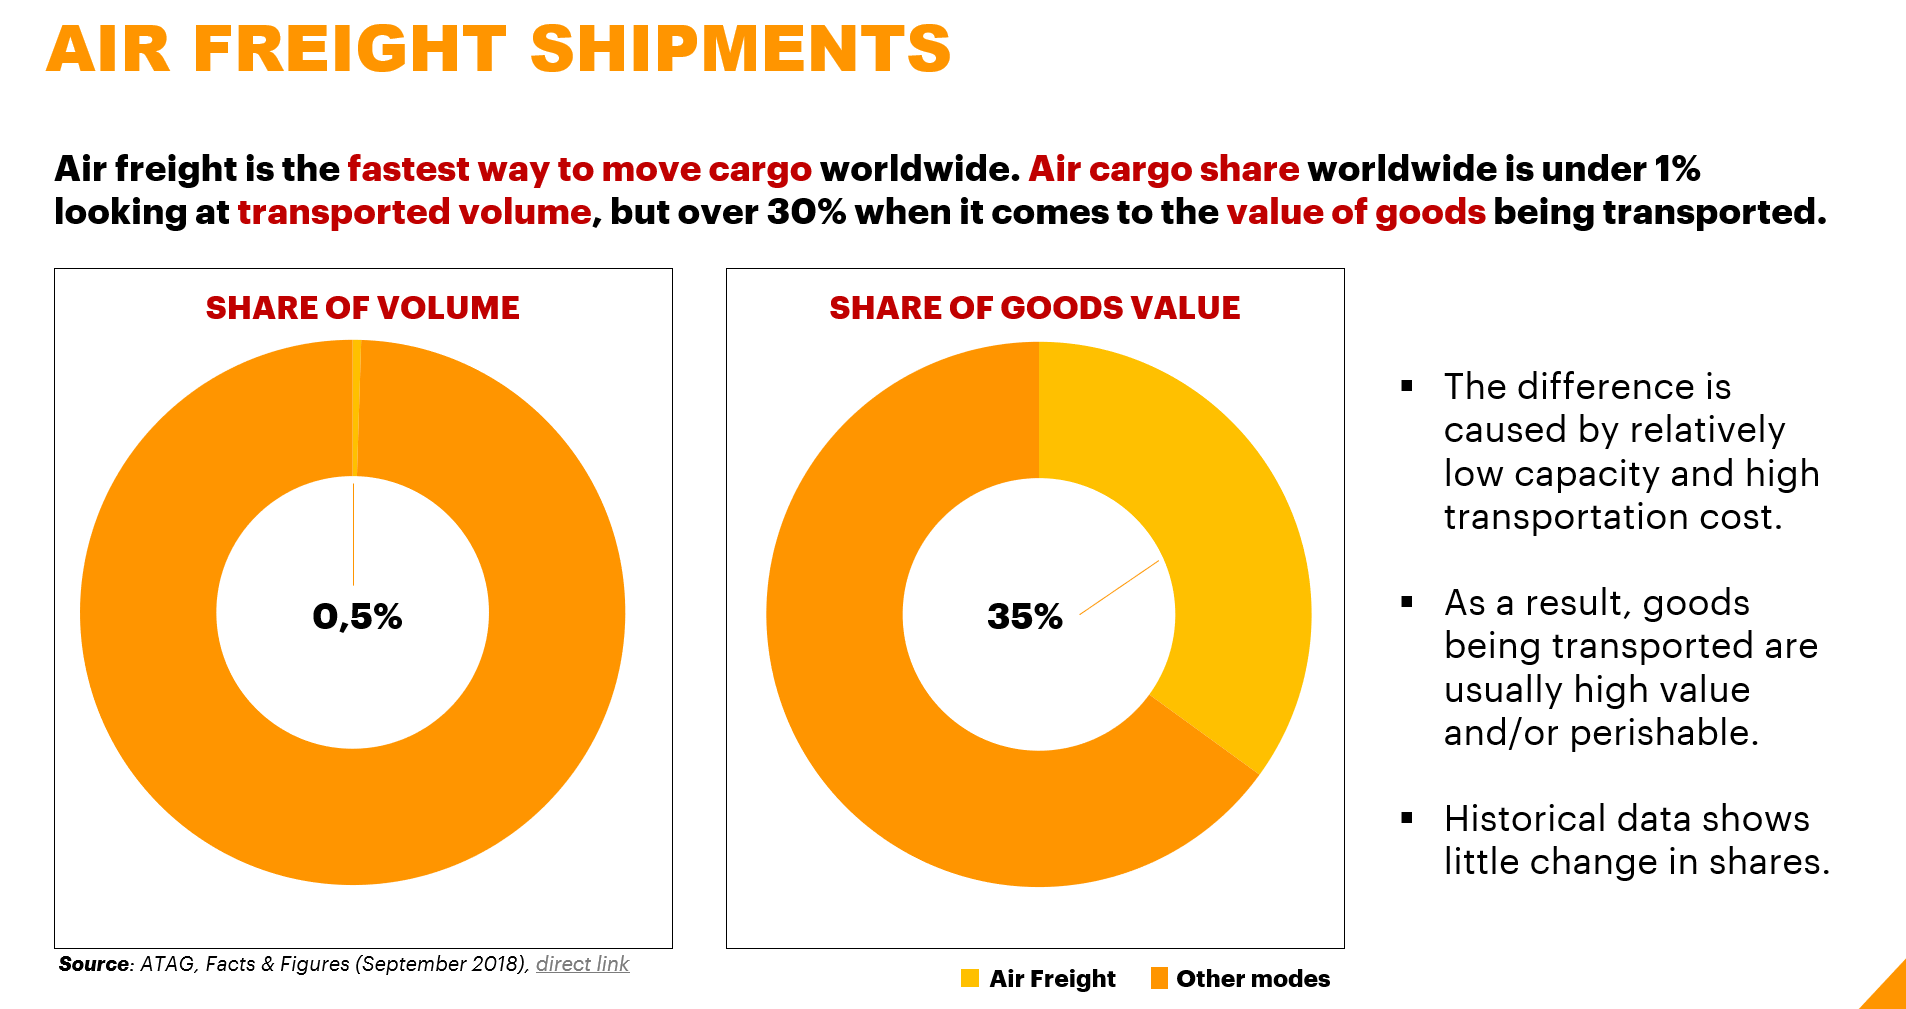 AIR FREIGHT SHIPMENTS
Air freight is the fastest way to move cargo worldwide. Air cargo share worldwide is under 1%
looking at transported volume, but over 30% when it comes to the value of goods being transported.
SHARE OF VOLUME
0,5%
SHARE OF GOODS VALUE
35%
▪ The difference is
caused by relatively
low capacity and high
transportation cost.
▪ As a result, goods
being transported are
usually high value
and/or perishable.
▪ Historical data shows
little change in shares.
Source: ATAG, Facts & Figures (September 2018), direct link
Air Freight
Other modes